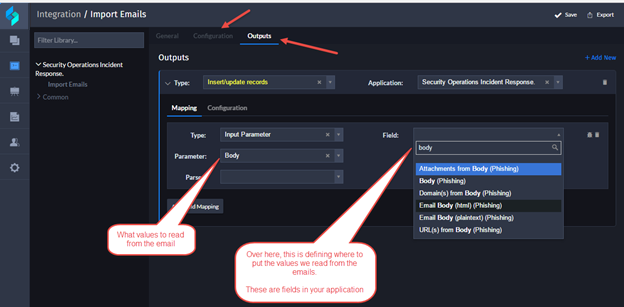 Integration / Import Emails
Save
Export
Filter Library...
General
Configuration
Outputs
Security Operations Incident
Response.
Import Emails
Common
Outputs
+ Add New
Type:
Insert/update records
Application:
Security Operations Incident Response.
Mapping
Configuration
Type:
Input Parameter
Field:
Parameter:
Body
body
Attachments from Body (Phishing)
Body (Phishing)
Domain(s) from Body (Phishing)
Email Body (html) (Phishing)
Email Body (plaintext) (Phishing)
URL(s) from Body (Phishing)
Mapping
What values to read
from the email
Over here, this is defining where to
put the values we read from the
emails.
These are fields in your application